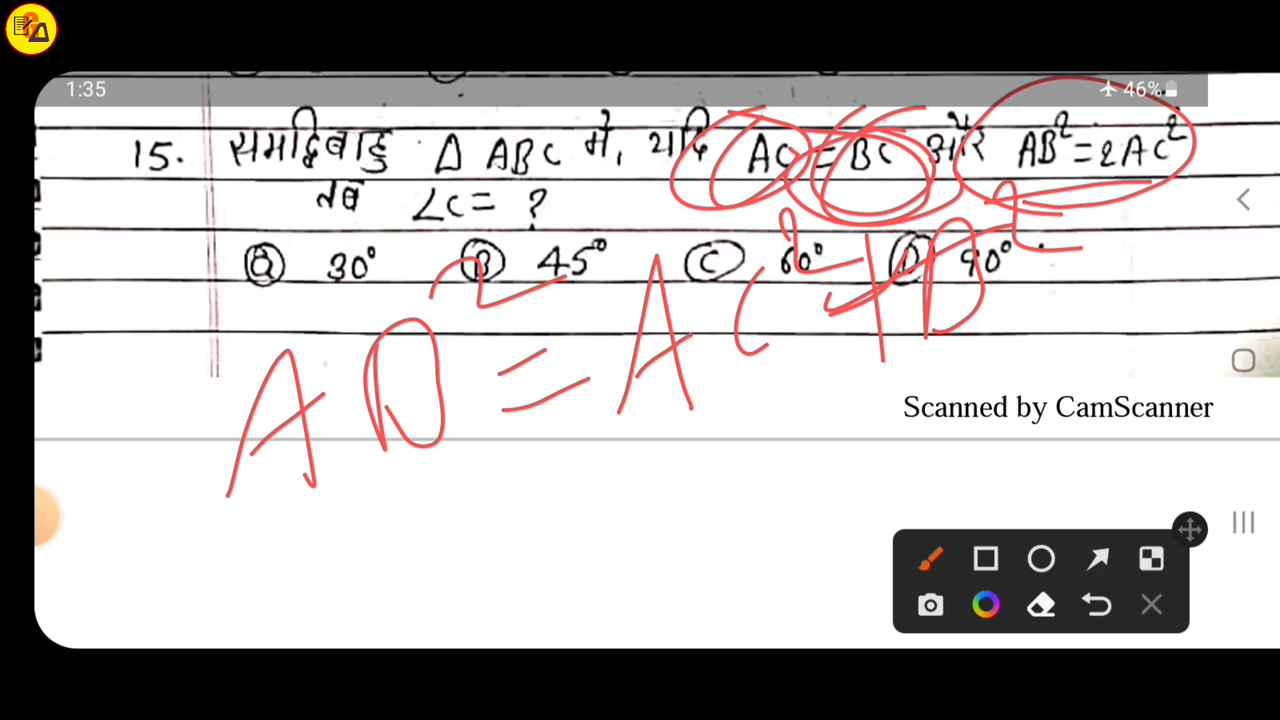 1:35
46%
15. समद्विबाहु Δ ABC में, यदि AC = BC और AB² = 2AC²
तब ∠C = ?
(a) 30° (B) 45° (C) 60° (D) 90°
AB² = AC² + B
Scanned by CamScanner